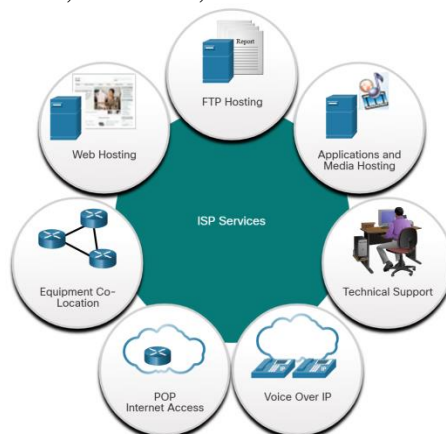 Report
FTP Hosting
Web Hosting
Applications and
Media Hosting
ISP Services
Equipment Co-
Location
Technical Support
POP
Internet Access
Voice Over IP